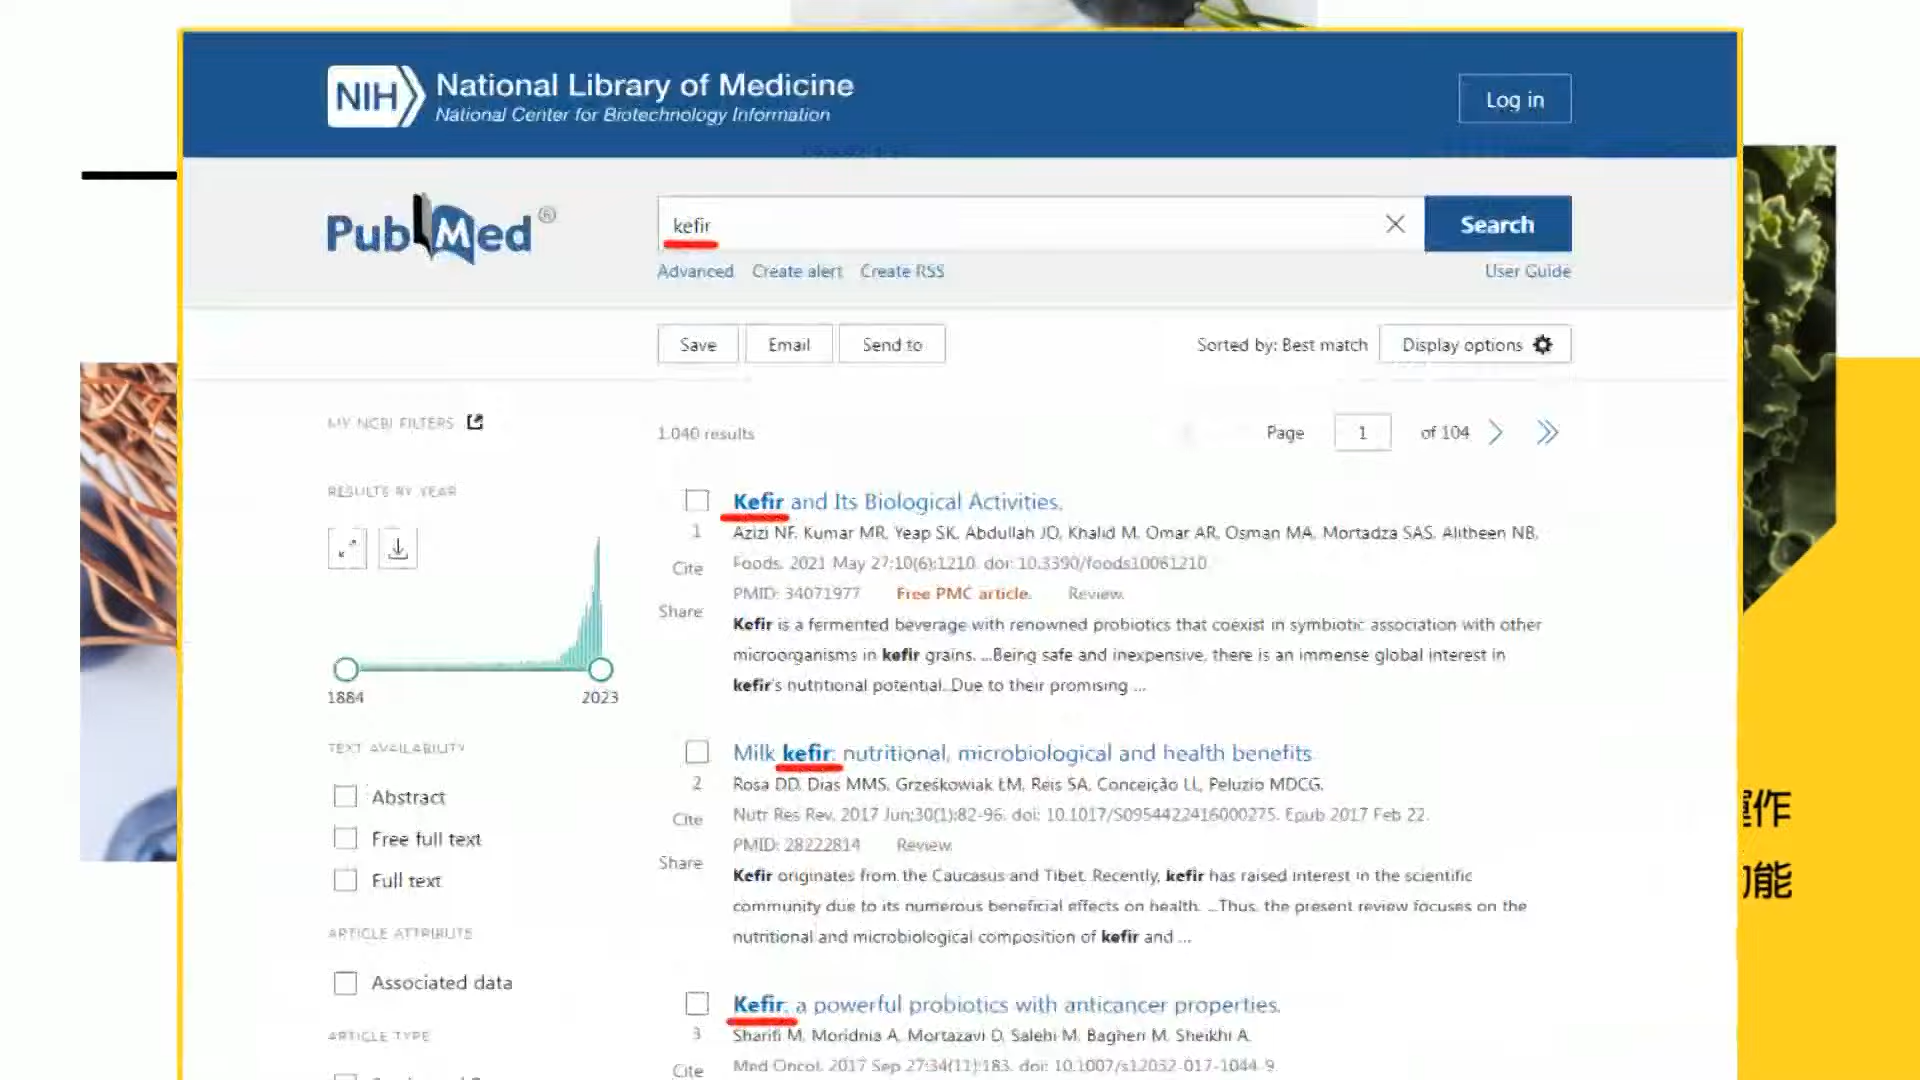 NIH National Library of Medicine
National Center for Biotechnology Information
Log in
PubMed®
kefir
Search
Advanced Create alert Create RSS
User Guide
Save Email Send to
Sorted by: Best match
Display options
MY NCBI FILTERS
1,040 results
Page 1 of 104
RESULTS BY YEAR
1884 2023
TEXT AVAILABILITY
Abstract
Free full text
Full text
ARTICLE ATTRIBUTE
Associated data
ARTICLE TYPE
Kefir and Its Biological Activities.
1
Azizi NF, Kumar MR, Yeap SK, Abdullah JO, Khalid M, Omar AR, Osman MA, Mortadza SAS, Alitheen NB.
Cite
Foods. 2021 May 27;10(6):1210. doi: 10.3390/foods10061210.
PMID: 34071977 Free PMC article. Review.
Share
Kefir is a fermented beverage with renowned probiotics that coexist in symbiotic association with other
microorganisms in kefir grains. ...Being safe and inexpensive, there is an immense global interest in
kefir's nutritional potential. Due to their promising ...
Milk kefir: nutritional, microbiological and health benefits.
2
Rosa DD, Dias MMS, Grześkowiak ŁM, Reis SA, Conceição LL, Peluzio MDCG.
Cite
Nutr Res Rev. 2017 Jun;30(1):82-96. doi: 10.1017/S0954422416000275. Epub 2017 Feb 22.
PMID: 28222814 Review.
Share
Kefir originates from the Caucasus and Tibet. Recently, kefir has raised interest in the scientific
community due to its numerous beneficial effects on health. ...Thus, the present review focuses on the
nutritional and microbiological composition of kefir and ...
Kefir: a powerful probiotics with anticancer properties.
3
Sharifi M, Moridnia A, Mortazavi D, Salehi M, Bagheri M, Sheikhi A.
Cite
Med Oncol. 2017 Sep 27;34(11):183. doi: 10.1007/s12032-017-1044-9.
作
能